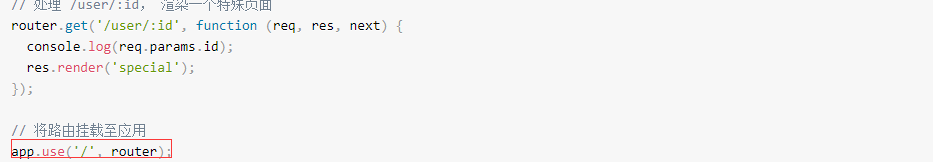 // 处理 /user/:id， 渲染一个特殊页面
router.get('/user/:id', function (req, res, next) {
  console.log(req.params.id);
  res.render('special');
});
// 将路由挂载至应用
app.use('/', router);